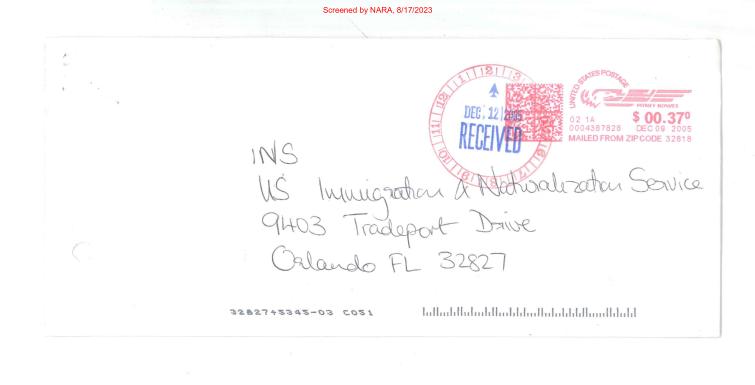 Screened by NARA, 8/17/2023
UNITED STATES POSTAGE
PITNEY BOWES
02 1A
$ 00.37⁰
0004387828 DEC 09 2005
MAILED FROM ZIP CODE 32818
DEC 12 2005
RECEIVED
INS
US Immigration & Naturalization Service
9403 Tradeport Drive
Orlando FL 32827
32827+5345-03 C051